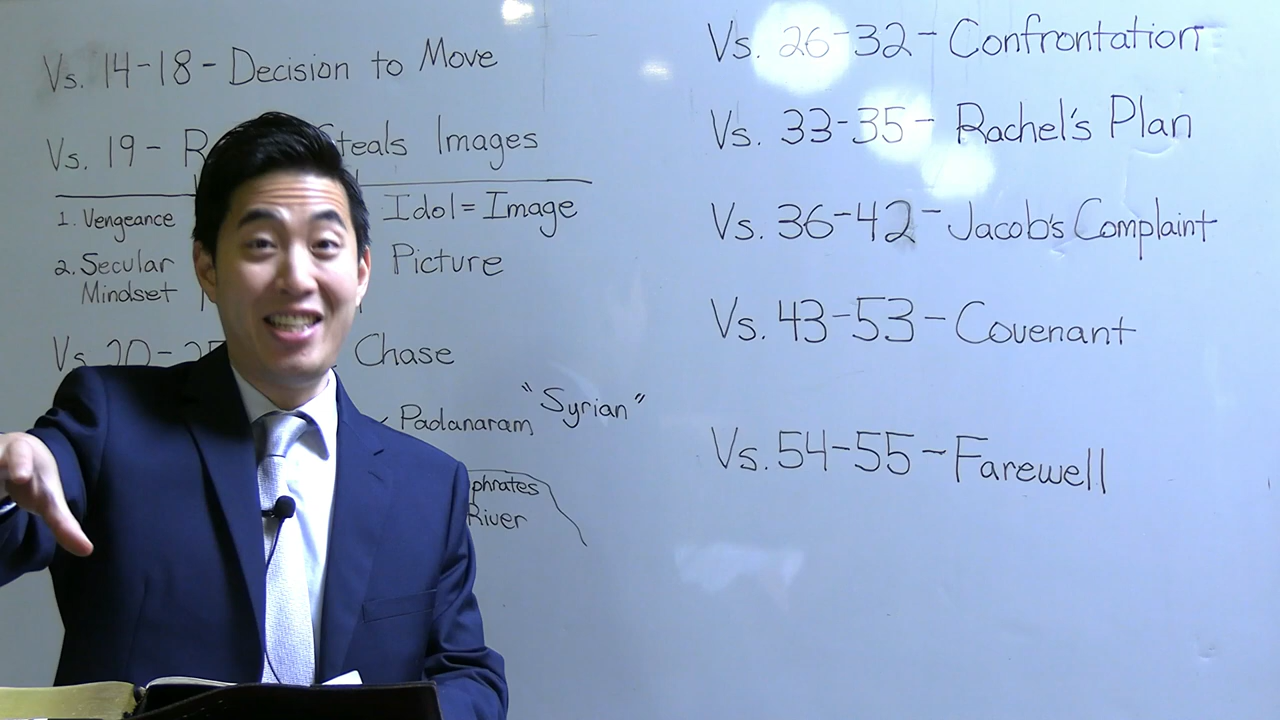 Vs. 14-18- Decision to Move
Vs. 19- Images
1. Vengeance
2. Secular
Mindset
Idol = Image
Picture
Vs. Chase
Padanaram
"Syrian"
River
Vs. 26-32- Confrontation
Vs. 33-35- Rachel's Plan
Vs. 36-42- Jacob's Complaint
Vs. 43-53- Covenant
Vs. 54-55- Farewell